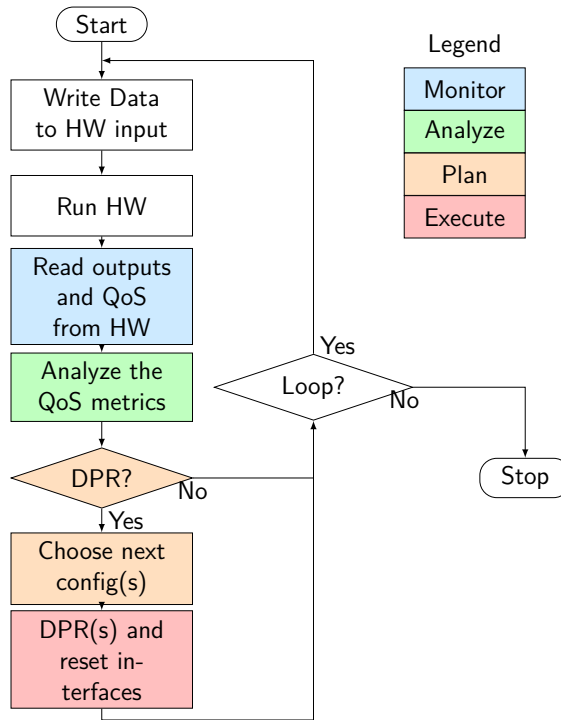 Start
Legend
Write Data
to HW input
Monitor
Analyze
Plan
Execute
Run HW
Read outputs
and QoS
from HW
Analyze the
QoS metrics
Yes
Loop?
No
DPR?
No
Stop
Yes
Choose next
config(s)
DPR(s) and
reset in-
terfaces